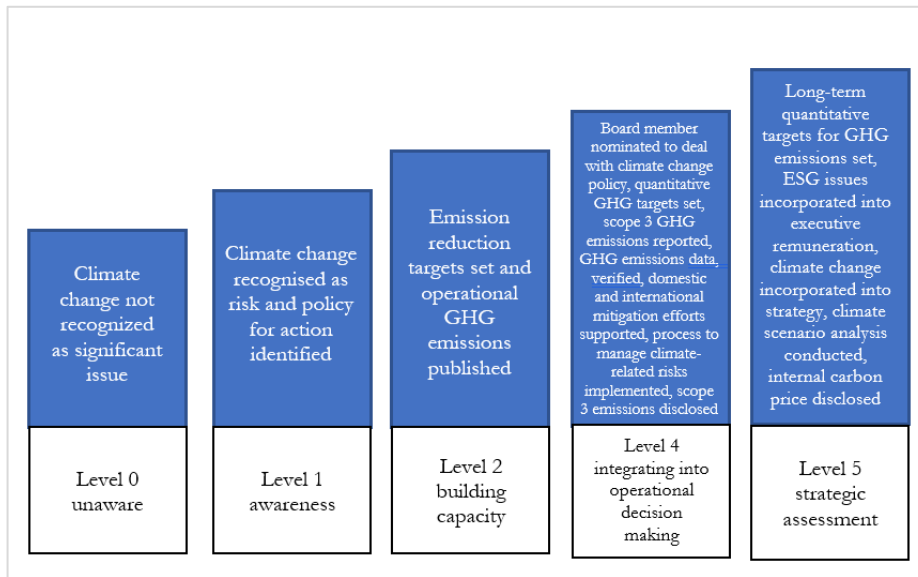 Climate
change not
recognized
as significant
issue
Level 0
unaware
Climate change
recognised as
risk and policy
for action
identified
Level 1
awareness
Emission
reduction
targets set and
operational
GHG
emissions
published
Level 2
building
capacity
Board member
nominated to deal
with climate change
policy, quantitative
GHG targets set,
scope 3 GHG
emissions reported,
GHG emissions data,
verified, domestic
and international
mitigation efforts
supported, process to
manage climate-
related risks
implemented, scope
3 emissions disclosed
Level 4
integrating into
operational
decision
making
Long-term
quantitative
targets for GHG
emissions set,
ESG issues
incorporated into
executive
remuneration,
climate change
incorporated into
strategy, climate
scenario analysis
conducted,
internal carbon
price disclosed
Level 5
strategic
assessment